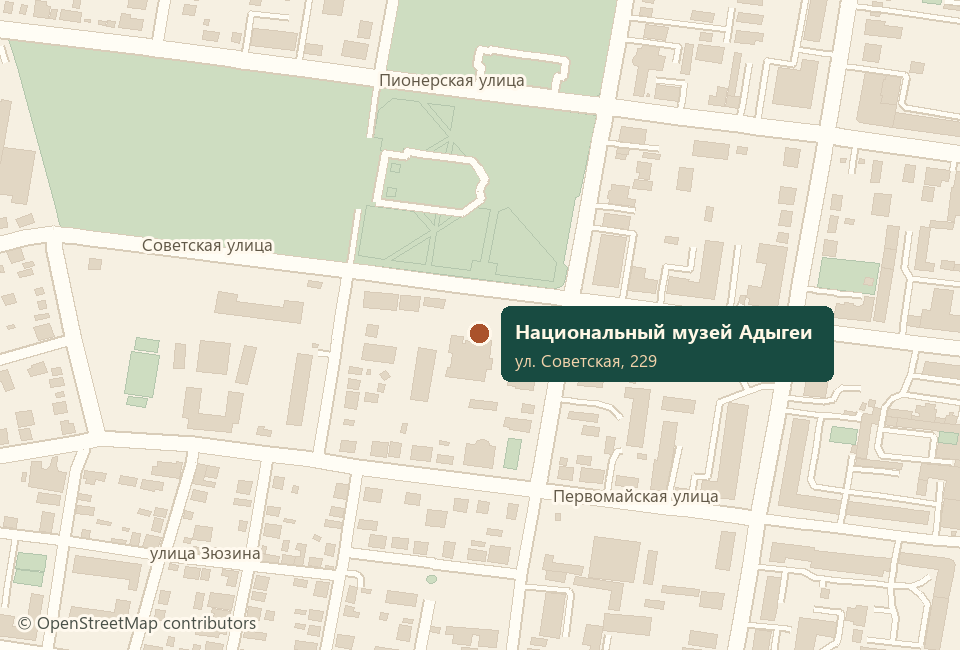 Пионерская улица
Советская улица
Национальный музей Адыгеи
ул. Советская, 229
Первомайская улица
улица Зюзина
© OpenStreetMap contributors